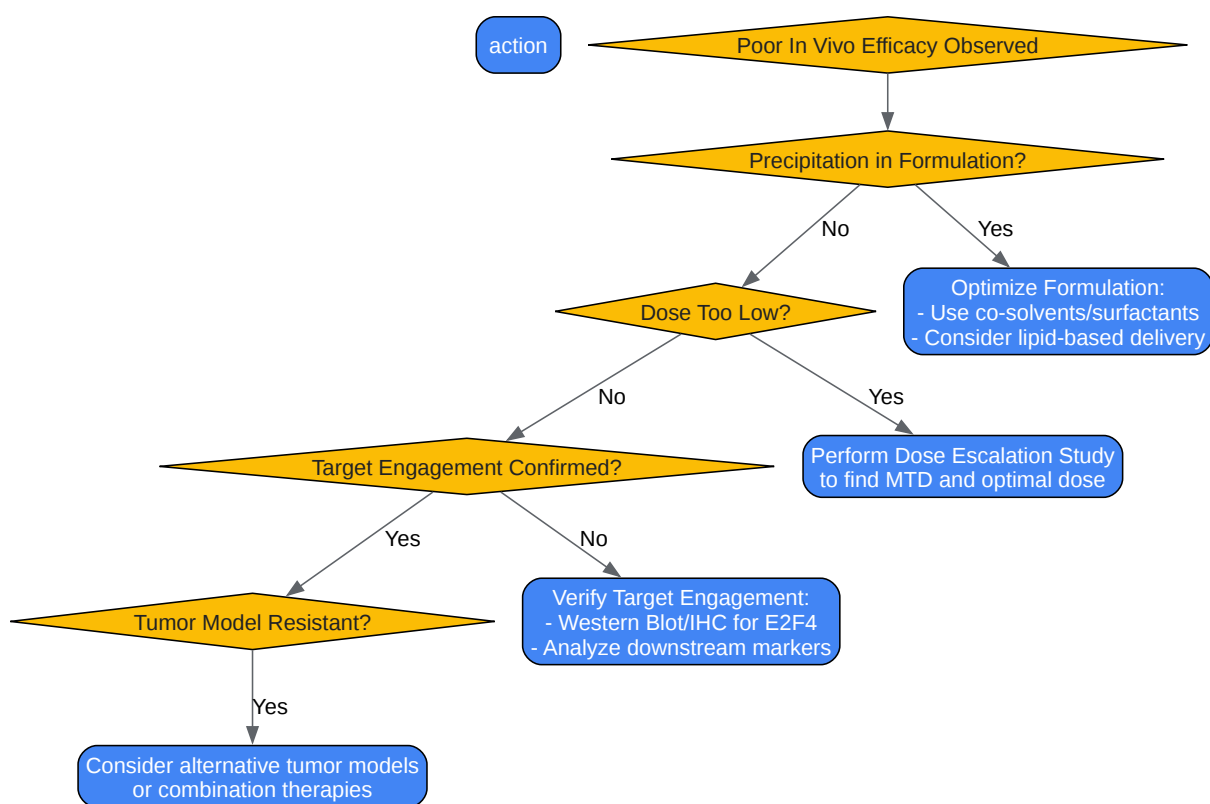 action
Poor In Vivo Efficacy Observed
Precipitation in Formulation?
No
Yes
Optimize Formulation:
- Use co-solvents/surfactants
- Consider lipid-based delivery
Dose Too Low?
No
Yes
Perform Dose Escalation Study
to find MTD and optimal dose
Target Engagement Confirmed?
Yes
No
Verify Target Engagement:
- Western Blot/IHC for E2F4
- Analyze downstream markers
Tumor Model Resistant?
Yes
Consider alternative tumor models
or combination therapies